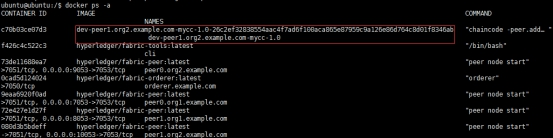 ubuntu@ubuntu:/$ docker ps -a
CONTAINER ID IMAGE COMMAND
NAMES
c70b03ce07d3 dev-peer1.org2.example.com-mycc-1.0-26c2ef32838554aac4f7ad6f100aca865e87959c9a126e86d764c8d01f8346ab "chaincode -peer.add… "
dev-peer1.org2.example.com-mycc-1.0
f426c4c522c3 hyperledger/fabric-tools:latest "/bin/bash"
cli
73de11688ea7 hyperledger/fabric-peer:latest "peer node start"
>7051/tcp, 0.0.0.0:9053->7053/tcp peer0.org2.example.com
0cad5d124024 hyperledger/fabric-orderer:latest "orderer"
>7050/tcp orderer.example.com
9eaa6920f0ad hyperledger/fabric-peer:latest "peer node start"
>7051/tcp, 0.0.0.0:7053->7053/tcp peer0.org1.example.com
72e427e1d27f hyperledger/fabric-peer:latest "peer node start"
>7051/tcp, 0.0.0.0:8053->7053/tcp peer1.org1.example.com
080d3b5bdeff hyperledger/fabric-peer:latest "peer node start"
>7051/tcp, 0.0.0.0:10053->7053/tcp peer1.org2.example.com